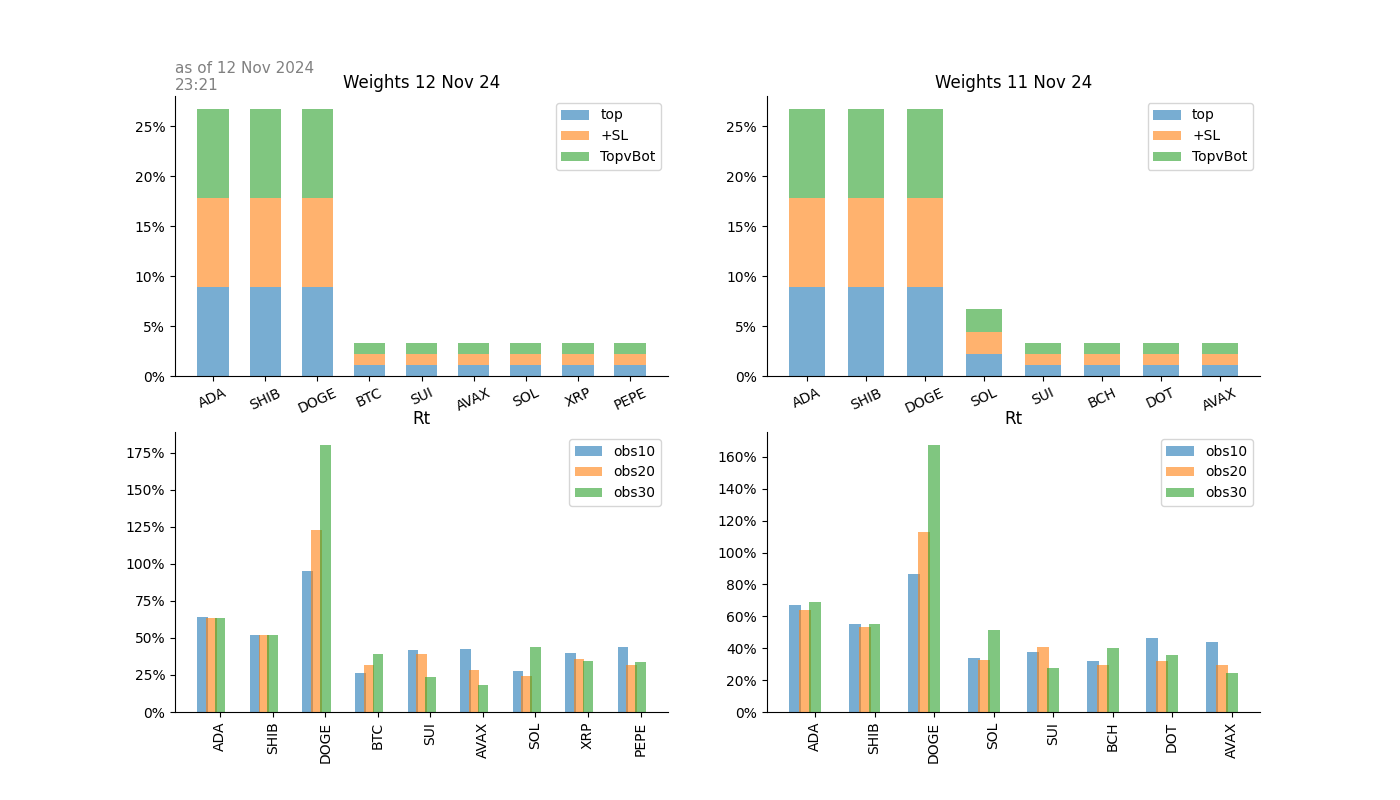 as of 12 Nov 2024
23:21
Weights 12 Nov 24
25%
20%
15%
10%
5%
0%
top
+SL
TopvBot
ADA SHIB DOGE BTC SUI AVAX SOL XRP PEPE
Weights 11 Nov 24
25%
20%
15%
10%
5%
0%
top
+SL
TopvBot
ADA SHIB DOGE SOL SUI BCH DOT AVAX
Rt
175%
150%
125%
100%
75%
50%
25%
0%
obs10
obs20
obs30
ADA SHIB DOGE BTC SUI AVAX SOL XRP PEPE
Rt
160%
140%
120%
100%
80%
60%
40%
20%
0%
obs10
obs20
obs30
ADA SHIB DOGE SOL SUI BCH DOT AVAX